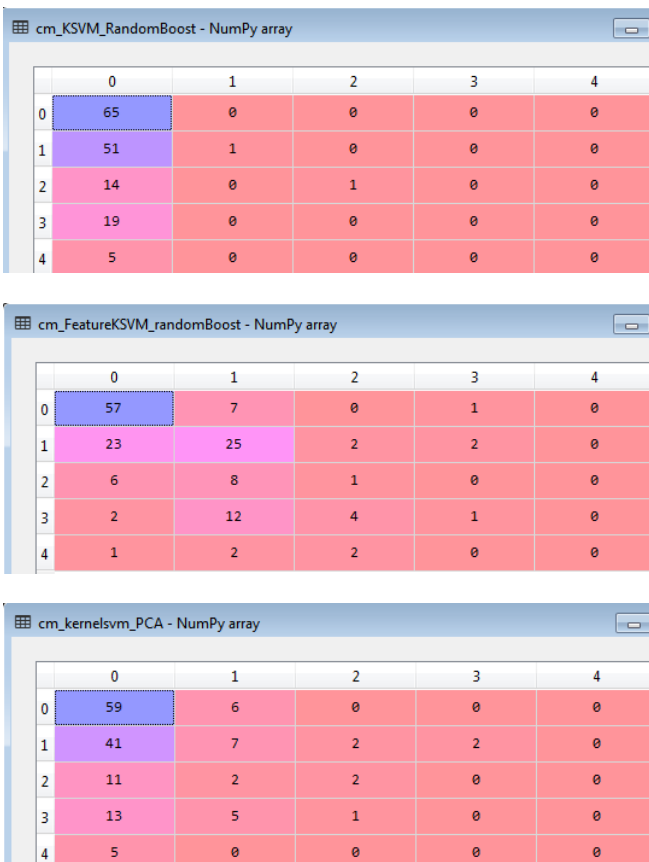 cm_KSVM_RandomBoost - NumPy array
0 1 2 3 4
0 65 0 0 0 0
1 51 1 0 0 0
2 14 0 1 0 0
3 19 0 0 0 0
4 5 0 0 0 0
cm_FeatureKSVM_randomBoost - NumPy array
0 1 2 3 4
0 57 7 0 1 0
1 23 25 2 2 0
2 6 8 1 0 0
3 2 12 4 1 0
4 1 2 2 0 0
cm_kernelsvm_PCA - NumPy array
0 1 2 3 4
0 59 6 0 0 0
1 41 7 2 2 0
2 11 2 2 0 0
3 13 5 1 0 0
4 5 0 0 0 0